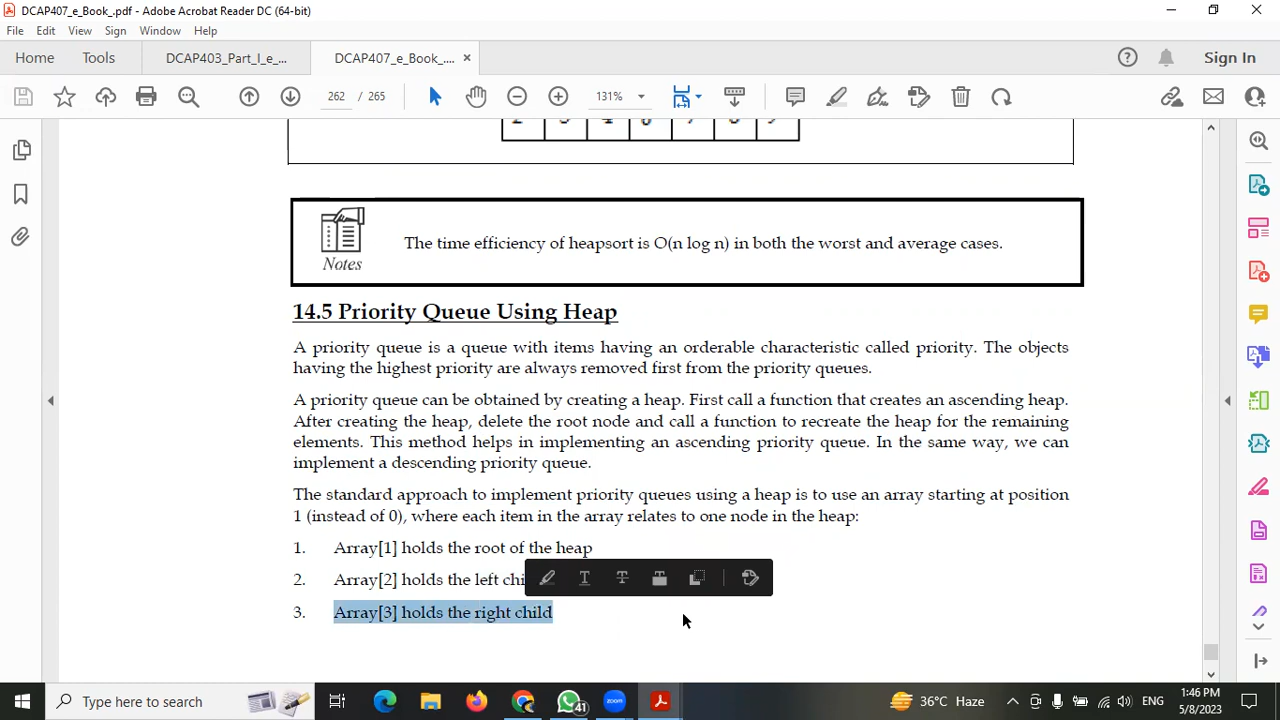 DCAP407_e_Book_.pdf - Adobe Acrobat Reader DC (64-bit)
File Edit View Sign Window Help
Home Tools DCAP403_Part_I_e_... DCAP407_e_Book_.... ×
Sign In
262 / 265 131%
The time efficiency of heapsort is O(n log n) in both the worst and average cases.
Notes
14.5 Priority Queue Using Heap
A priority queue is a queue with items having an orderable characteristic called priority. The objects
having the highest priority are always removed first from the priority queues.
A priority queue can be obtained by creating a heap. First call a function that creates an ascending heap.
After creating the heap, delete the root node and call a function to recreate the heap for the remaining
elements. This method helps in implementing an ascending priority queue. In the same way, we can
implement a descending priority queue.
The standard approach to implement priority queues using a heap is to use an array starting at position
1 (instead of 0), where each item in the array relates to one node in the heap:
1. Array[1] holds the root of the heap
2. Array[2] holds the left chi
3. Array[3] holds the right child
Type here to search
41
zoom
36°C Haze
ENG
1:46 PM
5/8/2023